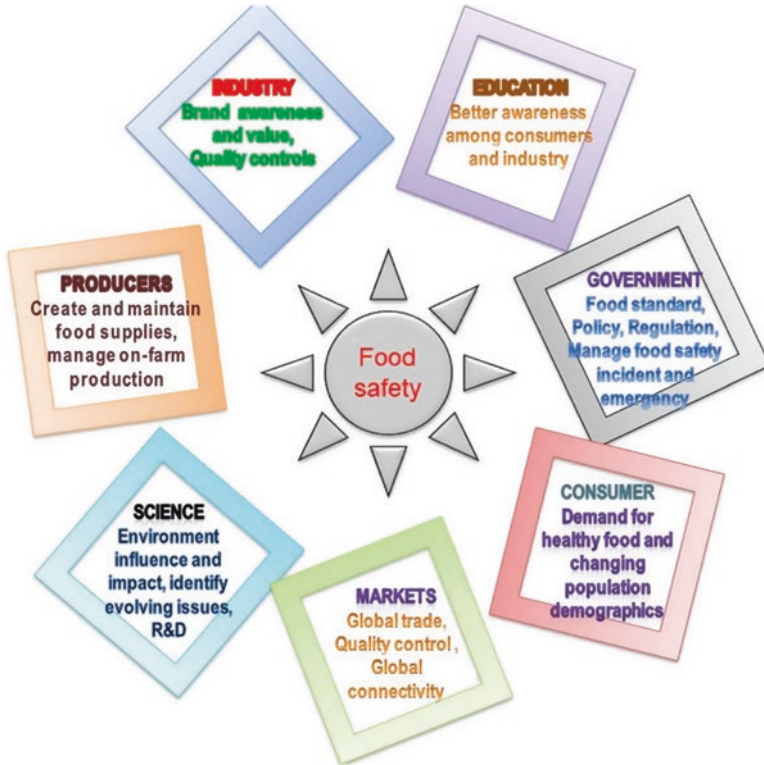 INDUSTRY
Brand awareness
and value,
Quality controls
EDUCATION
Better awareness
among consumers
and industry
PRODUCERS
Create and maintain
food supplies,
manage on-farm
production
Food
safety
GOVERNMENT
Food standard,
Policy, Regulation,
Manage food safety
incident and
emergency
SCIENCE
Environment
influence and
impact, identify
evolving issues,
R&D
MARKETS
Global trade,
Quality control ,
Global
connectivity
CONSUMER
Demand for
healthy food and
changing
population
demographics